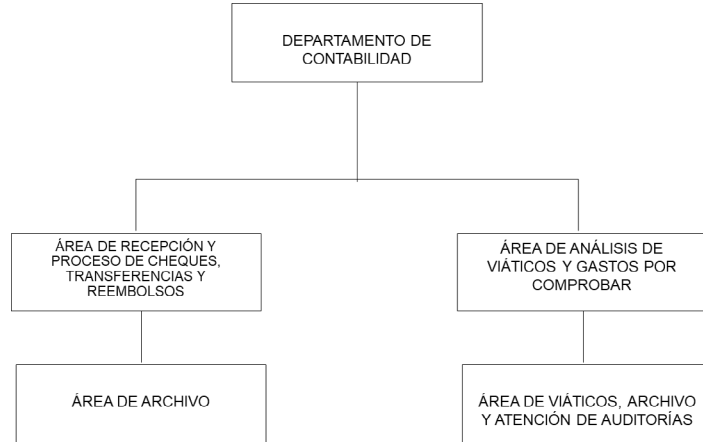 DEPARTAMENTO DE
CONTABILIDAD
ÁREA DE RECEPCIÓN Y
PROCESO DE CHEQUES,
TRANSFERENCIAS Y
REEMBOLSOS
ÁREA DE ANÁLISIS DE
VIÁTICOS Y GASTOS POR
COMPROBAR
ÁREA DE ARCHIVO
ÁREA DE VIÁTICOS, ARCHIVO
Y ATENCIÓN DE AUDITORÍAS